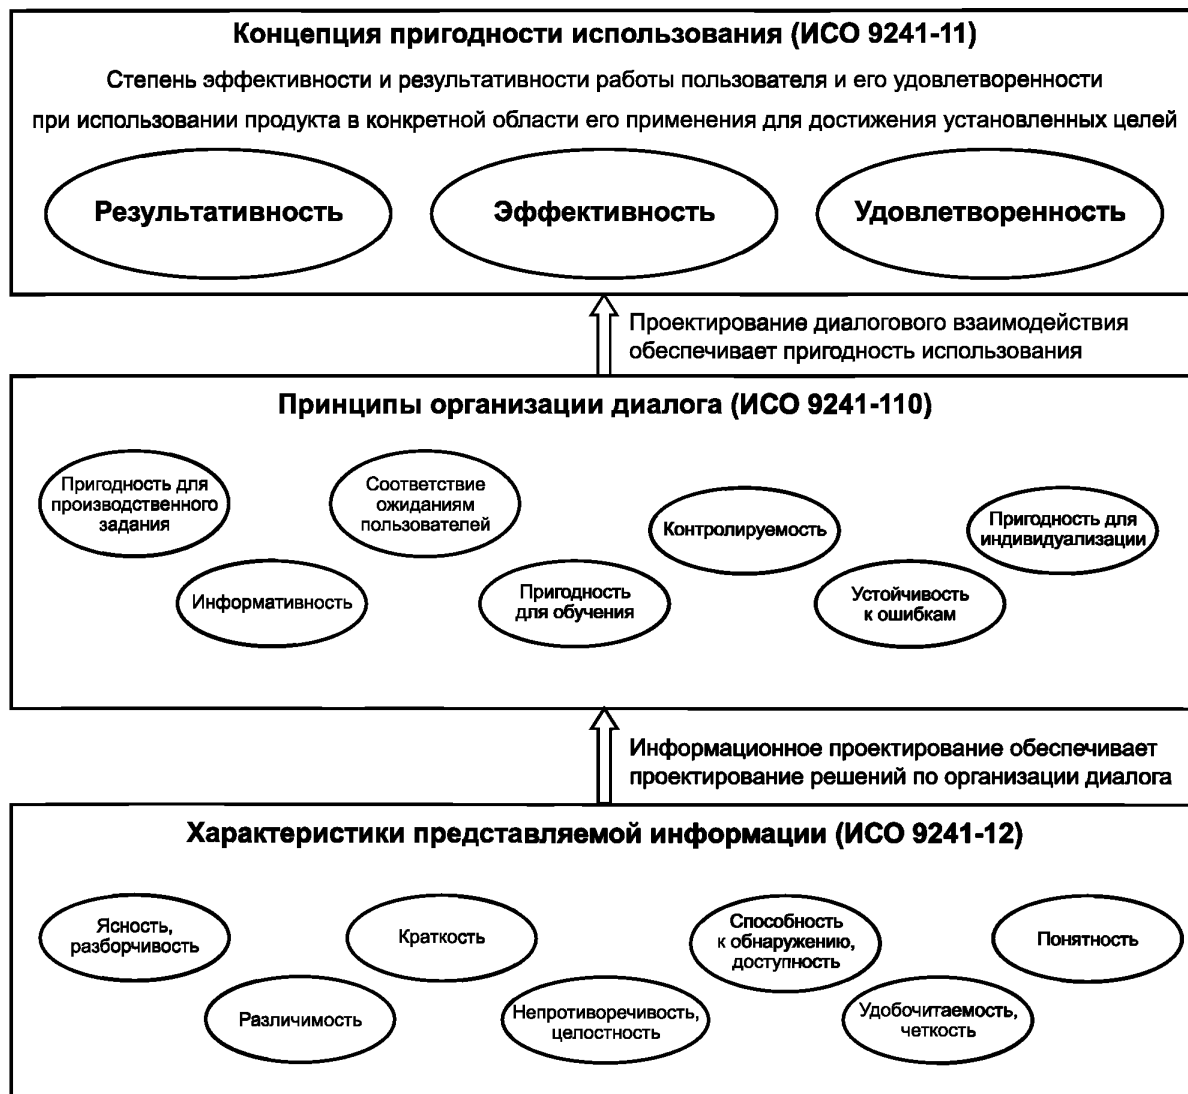 Концепция пригодности использования (ИСО 9241-11)
Степень эффективности и результативности работы пользователя и его удовлетворенности
при использовании продукта в конкретной области его применения для достижения установленных целей
Результативность
Эффективность
Удовлетворенность
Проектирование диалогового взаимодействия
обеспечивает пригодность использования
Принципы организации диалога (ИСО 9241-110)
Пригодность для
производственного
задания
Соответствие
ожиданиям
пользователей
Контролируемость
Пригодность для
индивидуализации
Информативность
Пригодность
для обучения
Устойчивость
к ошибкам
Информационное проектирование обеспечивает
проектирование решений по организации диалога
Характеристики представляемой информации (ИСО 9241-12)
Ясность,
разборчивость
Краткость
Способность
к обнаружению,
доступность
Понятность
Различимость
Непротиворечивость,
целостность
Удобочитаемость,
четкость